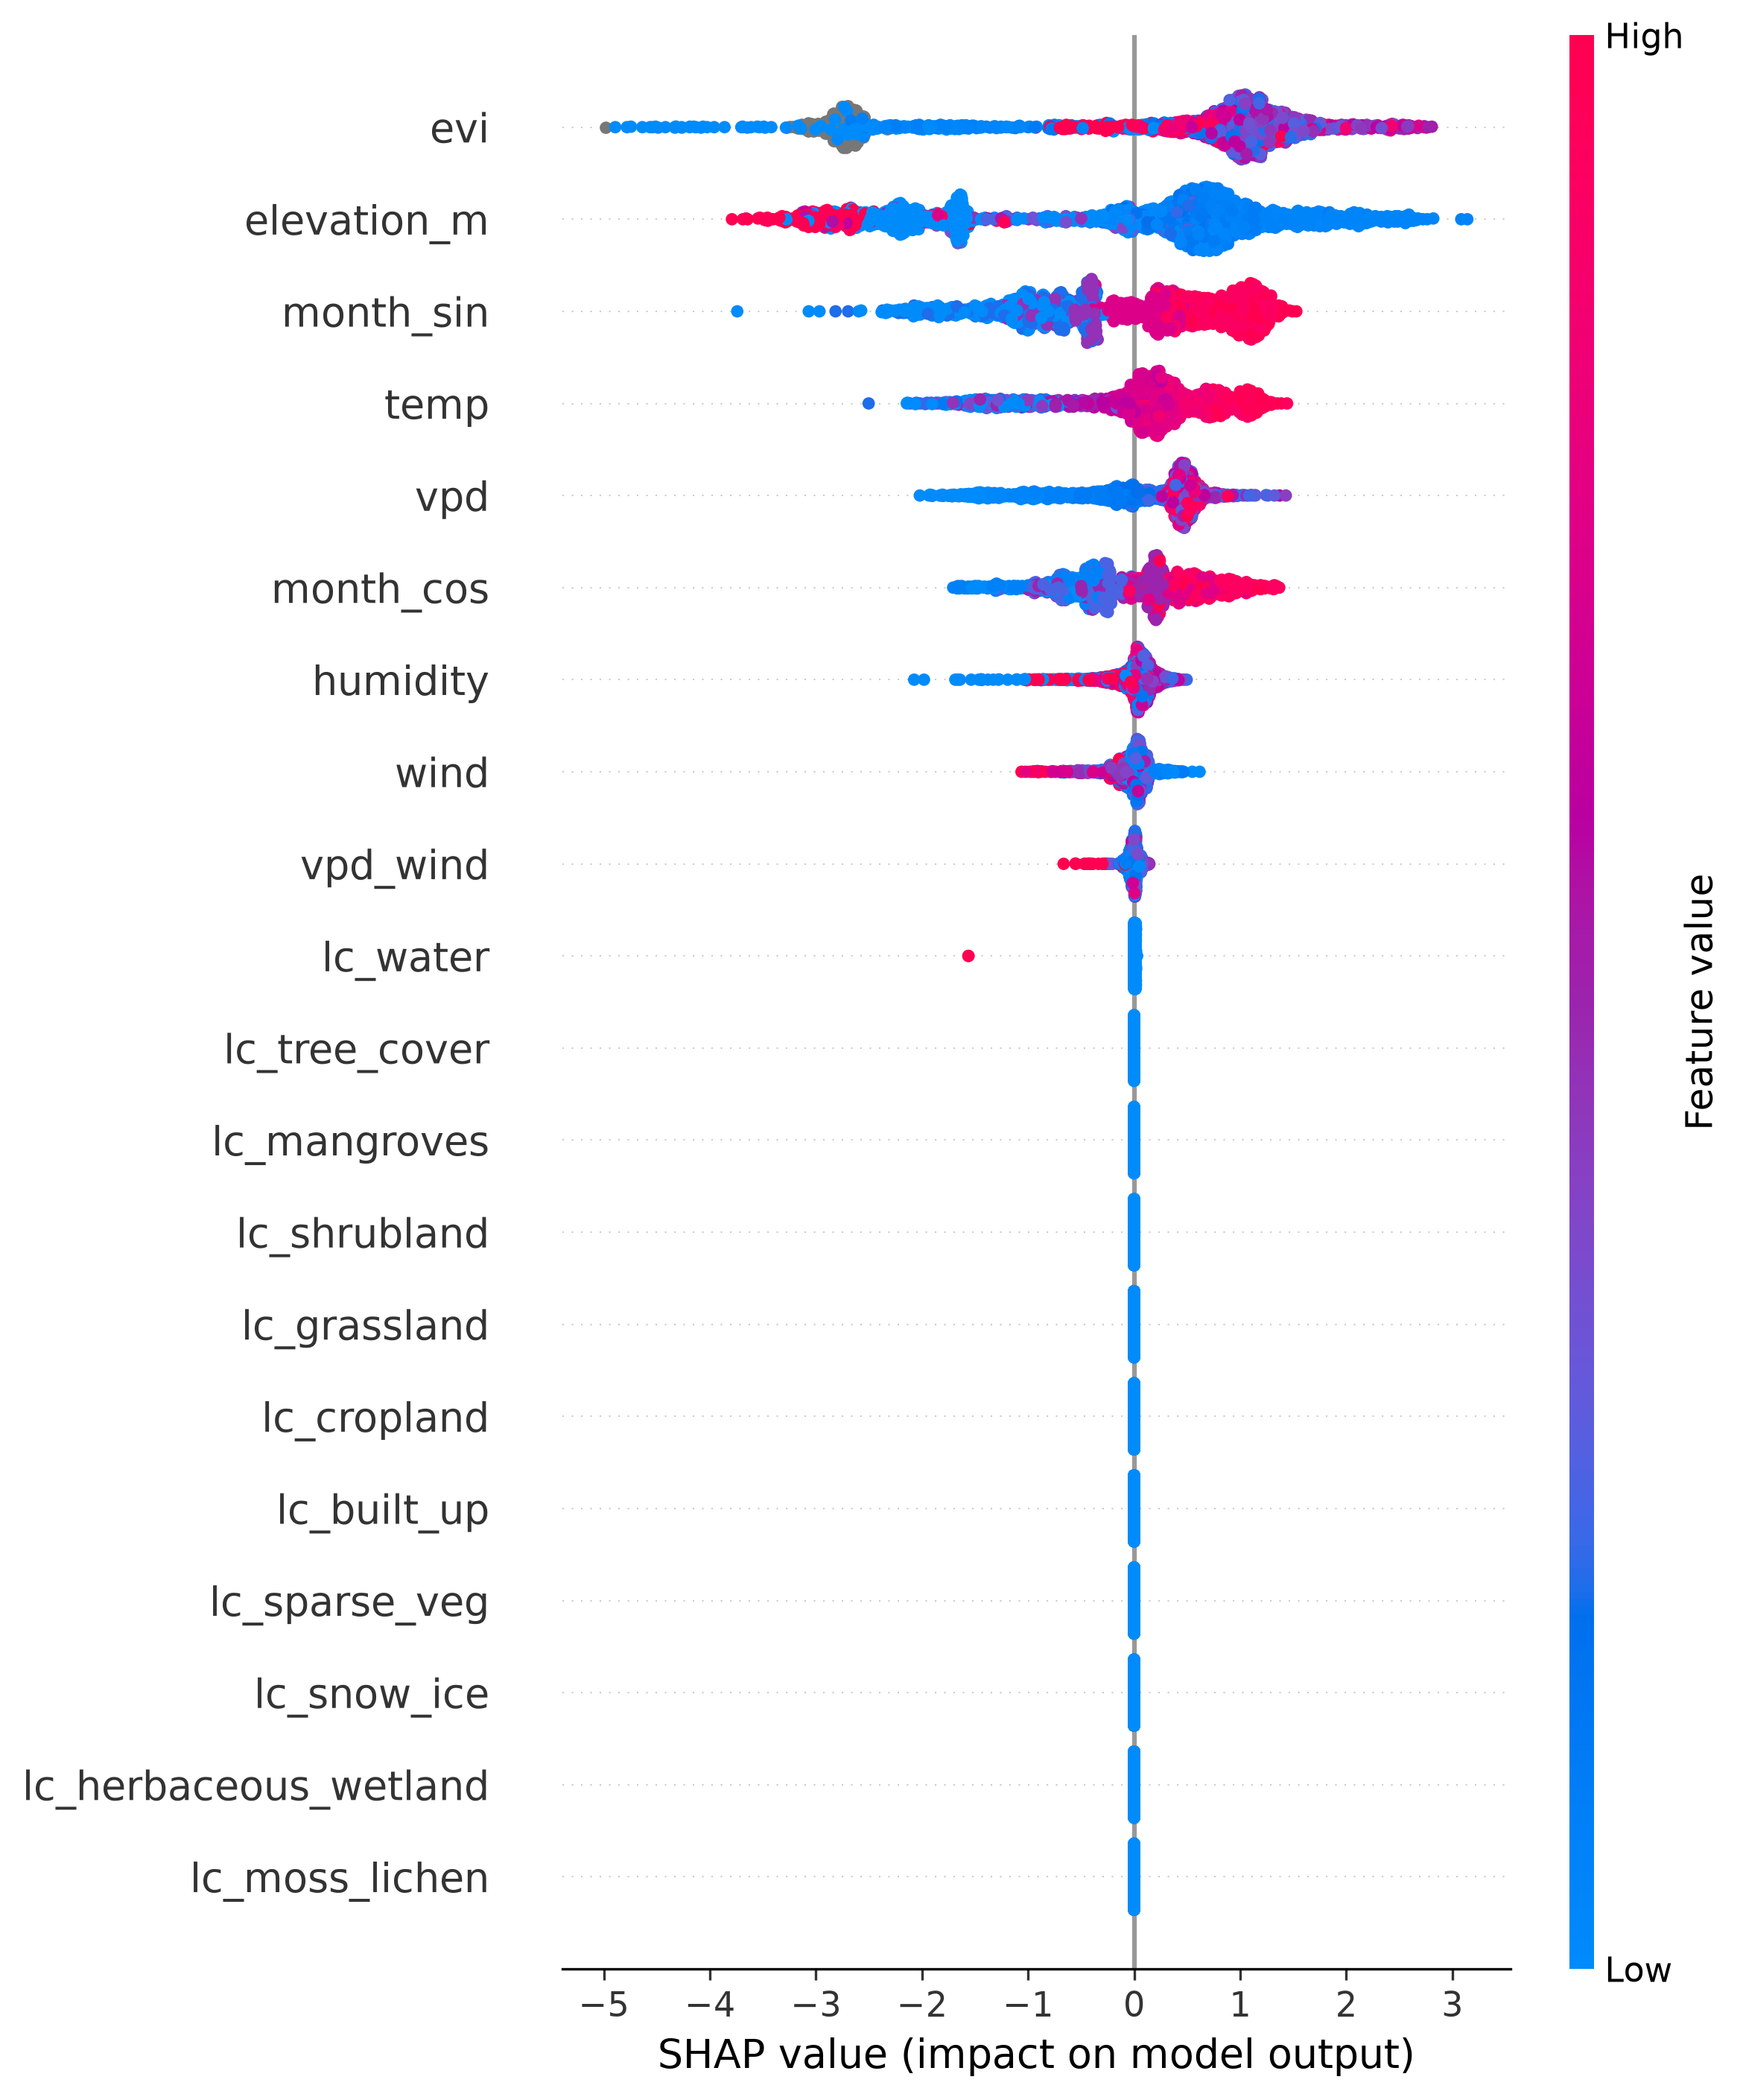 High
evi
elevation_m
month_sin
temp
vpd
month_cos
humidity
wind
vpd_wind
lc_water
lc_tree_cover
lc_mangroves
lc_shrubland
lc_grassland
lc_cropland
lc_built_up
lc_sparse_veg
lc_snow_ice
lc_herbaceous_wetland
lc_moss_lichen
Feature value
Low
−5 −4 −3 −2 −1 0 1 2 3
SHAP value (impact on model output)